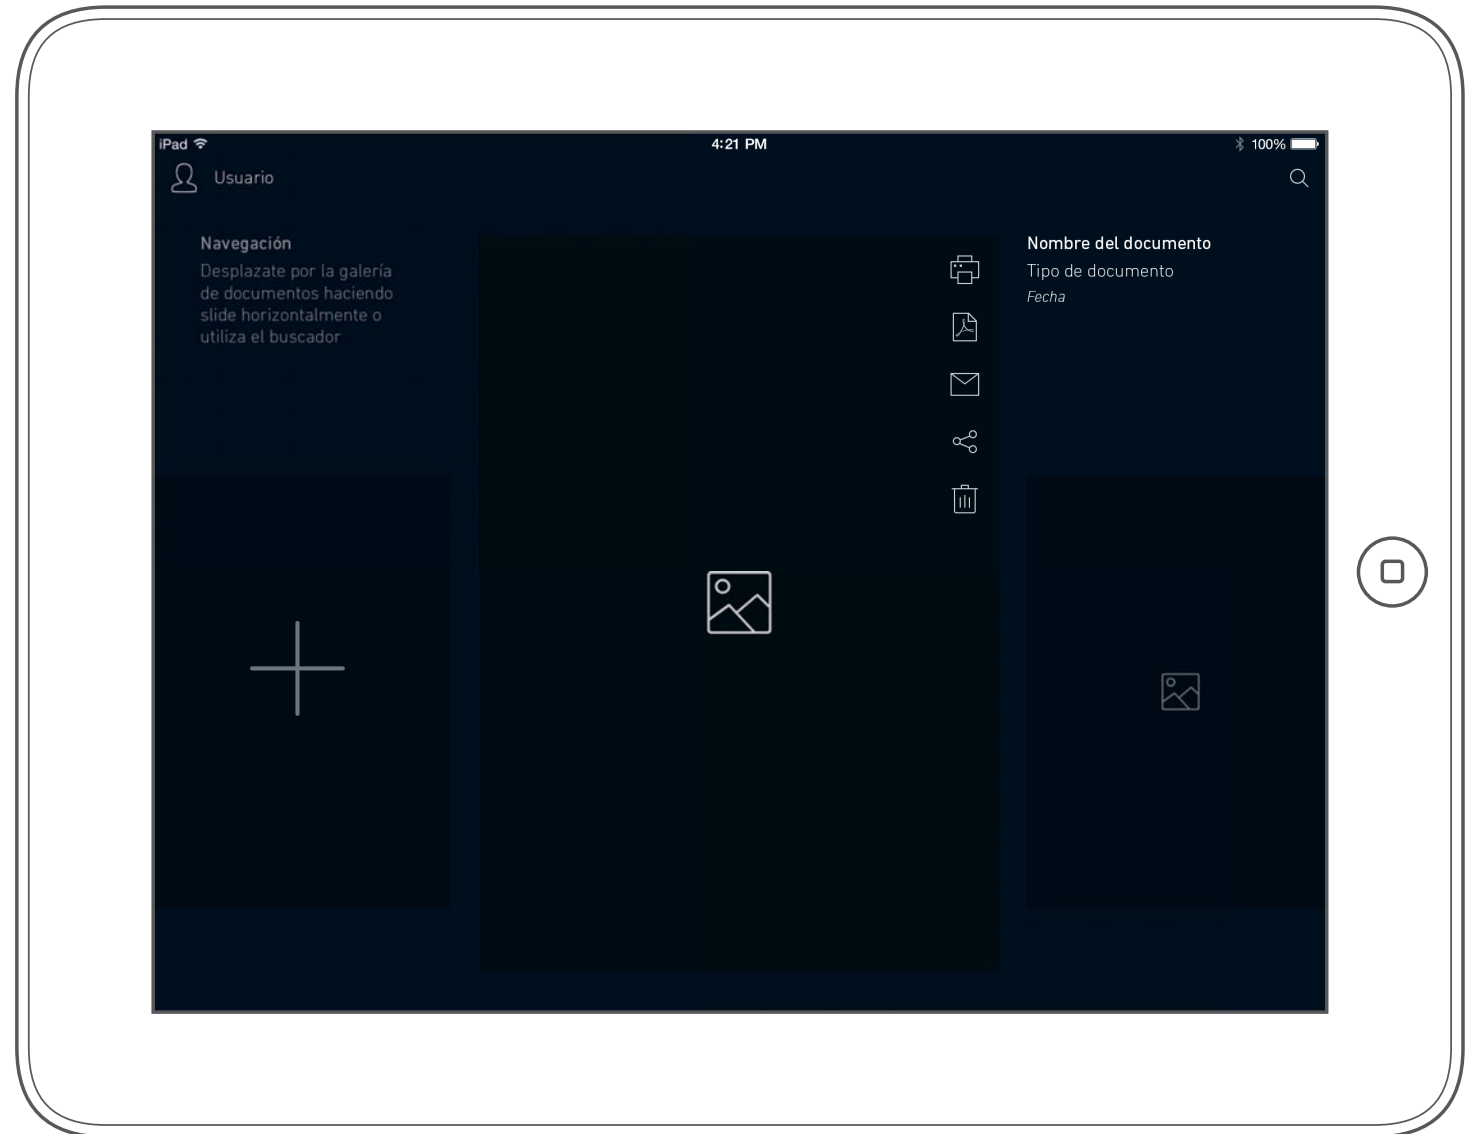 iPad
4:21 PM
100%
Usuario
Navegación
Desplazate por la galería
de documentos haciendo
slide horizontalmente o
utiliza el buscador
Nombre del documento
Tipo de documento
Fecha